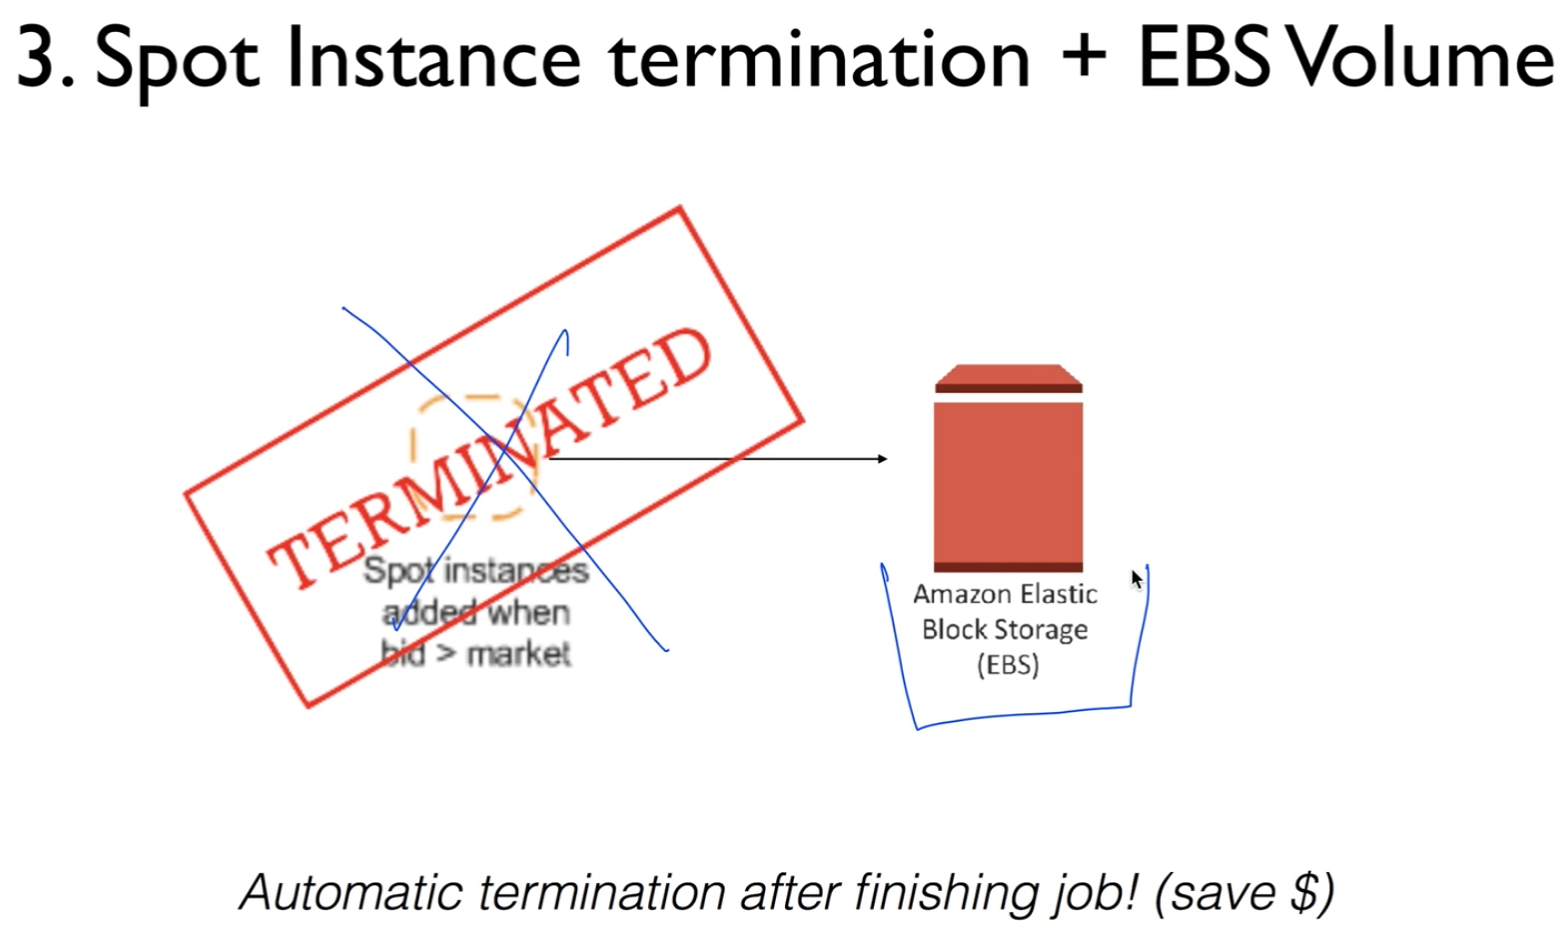 3. Spot Instance termination + EBS Volume
TERMINATED
Spot instances
added when
bid > market
Amazon Elastic
Block Storage
(EBS)
Automatic termination after finishing job! (save $)